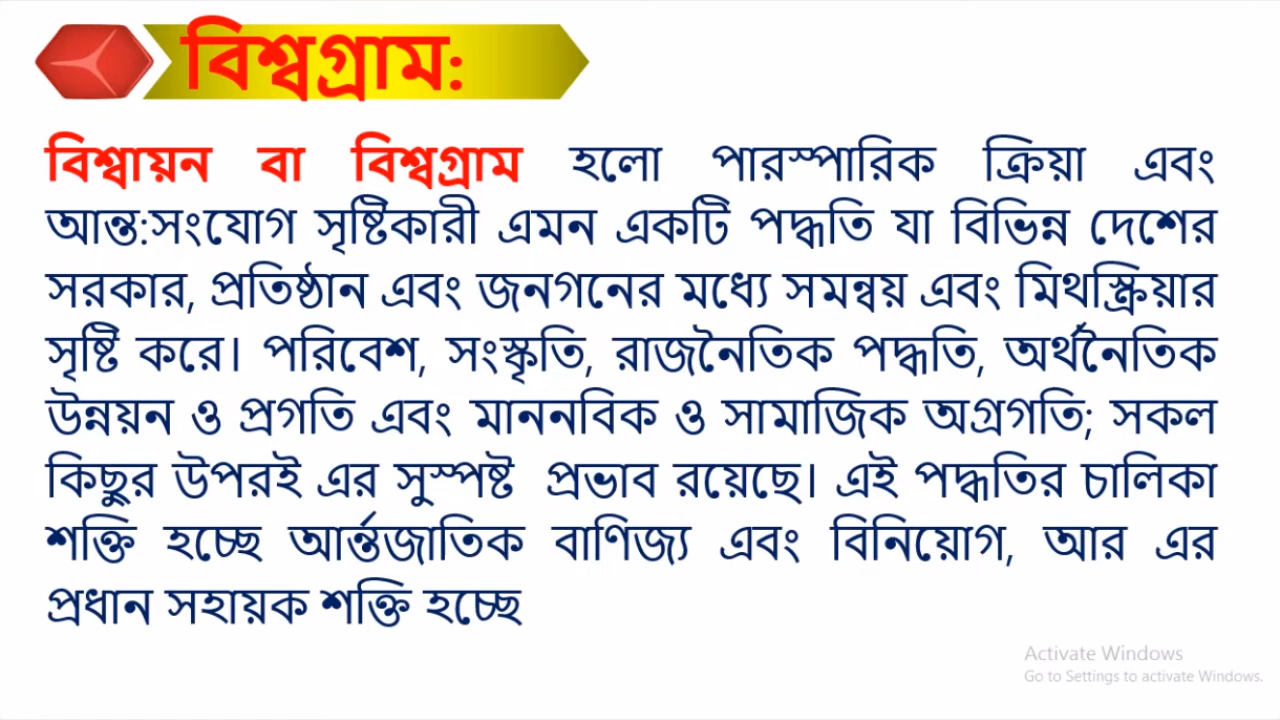 বিশ্বগ্রাম:
বিশ্বায়ন বা বিশ্বগ্রাম হলো পারস্পারিক ক্রিয়া এবং
আন্ত:সংযোগ সৃষ্টিকারী এমন একটি পদ্ধতি যা বিভিন্ন দেশের
সরকার, প্রতিষ্ঠান এবং জনগনের মধ্যে সমন্বয় এবং মিথস্ক্রিয়ার
সৃষ্টি করে। পরিবেশ, সংস্কৃতি, রাজনৈতিক পদ্ধতি, অর্থনৈতিক
উন্নয়ন ও প্রগতি এবং মাননবিক ও সামাজিক অগ্রগতি; সকল
কিছুর উপরই এর সুস্পষ্ট প্রভাব রয়েছে। এই পদ্ধতির চালিকা
শক্তি হচ্ছে আর্ন্তজাতিক বাণিজ্য এবং বিনিয়োগ, আর এর
প্রধান সহায়ক শক্তি হচ্ছে
Activate Windows
Go to Settings to activate Windows.